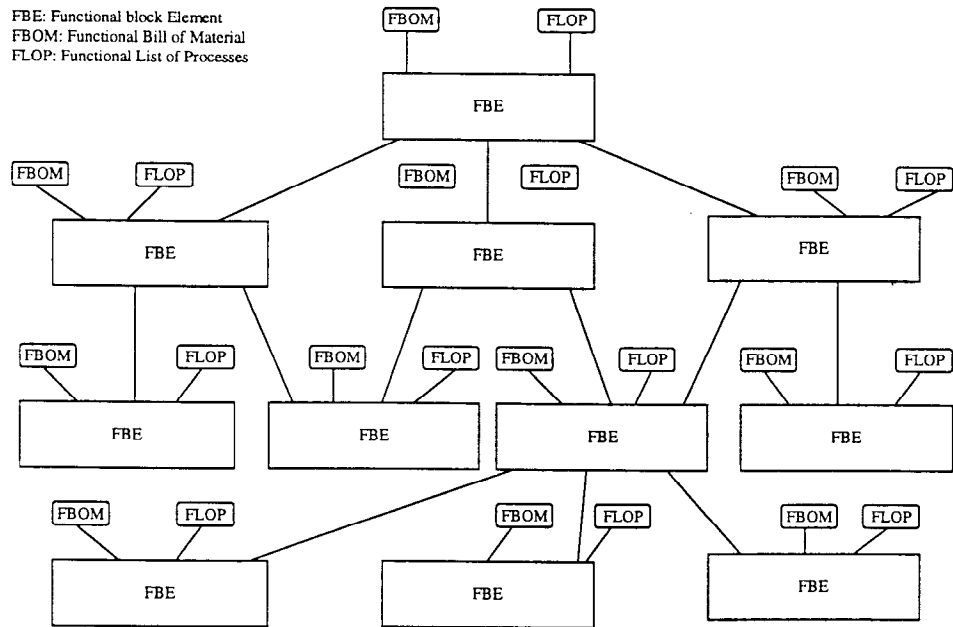 FBE: Functional block Element
FBOM: Functional Bill of Material
FLOP: Functional List of Processes
FBOM FLOP
FBE
FBOM FLOP FBOM FLOP FBOM FLOP
FBE FBE FBE
FBOM FLOP FBOM FLOP FBOM FLOP FBOM FLOP
FBE FBE FBE FBE
FBOM FLOP FBOM FLOP FBOM FLOP
FBE FBE FBE